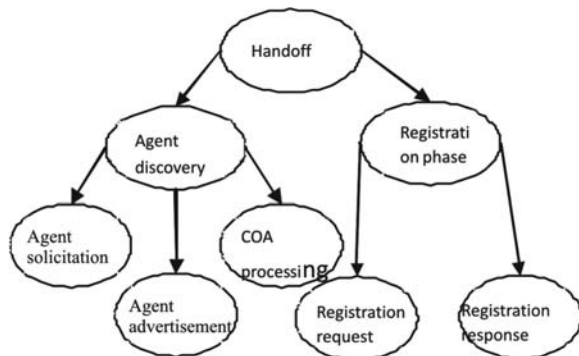 Handoff
Agent
discovery
Registrati
on phase
Agent
solicitation
COA
processing
Agent
advertisement
Registration
request
Registration
response